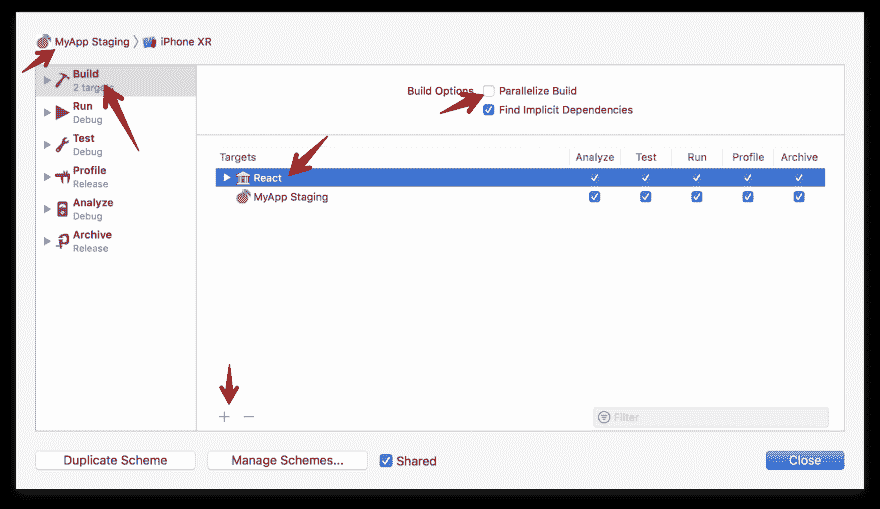 MyApp Staging iPhone XR
Build
2 targets
Run
Debug
Test
Debug
Profile
Release
Analyze
Debug
Archive
Release
Build Options Parallelize Build
Find Implicit Dependencies
Targets Analyze Test Run Profile Archive
React
MyApp Staging
Filter
Duplicate Scheme Manage Schemes... Shared Close